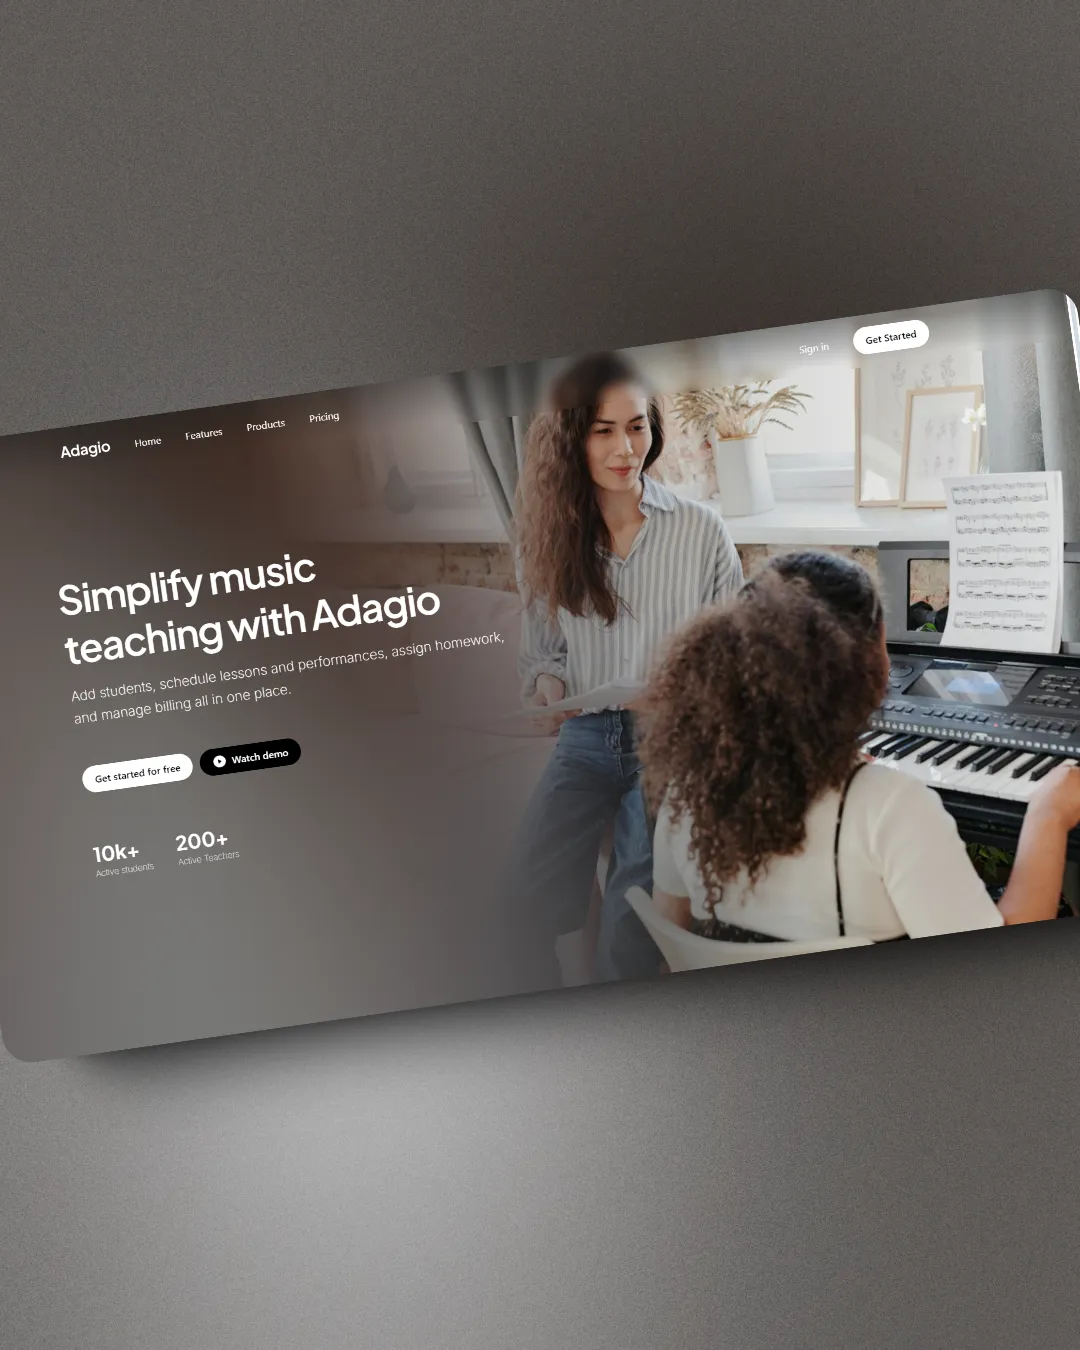 Adagio
Home
Features
Products
Pricing
Sign in
Get Started
Simplify music
teaching with Adagio
Add students, schedule lessons and performances, assign homework,
and manage billing all in one place.
Get started for free
Watch demo
10k+
Active students
200+
Active Teachers